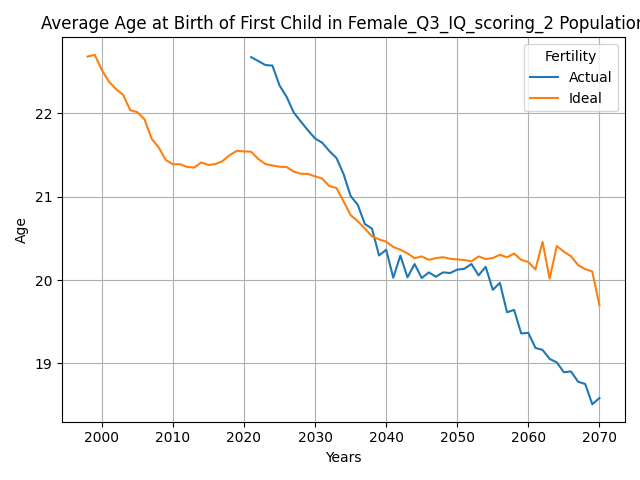 Average Age at Birth of First Child in Female_Q3_IQ_scoring_2 Population
Fertility
Actual
Ideal
Age
22
21
20
19
2000 2010 2020 2030 2040 2050 2060 2070
Years